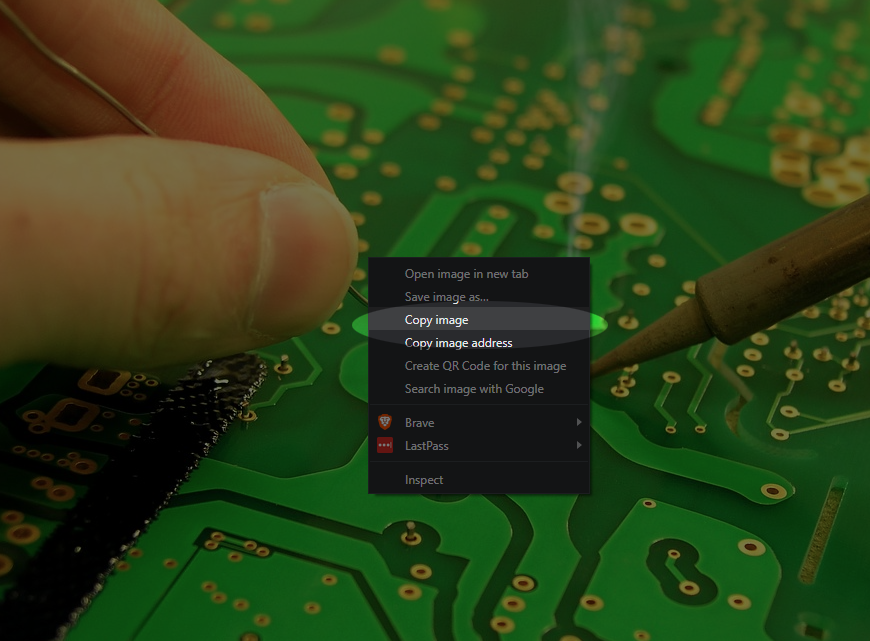 Open image in new tab
Save image as...
Copy image
Copy image address
Create QR Code for this image
Search image with Google
Brave
LastPass
Inspect